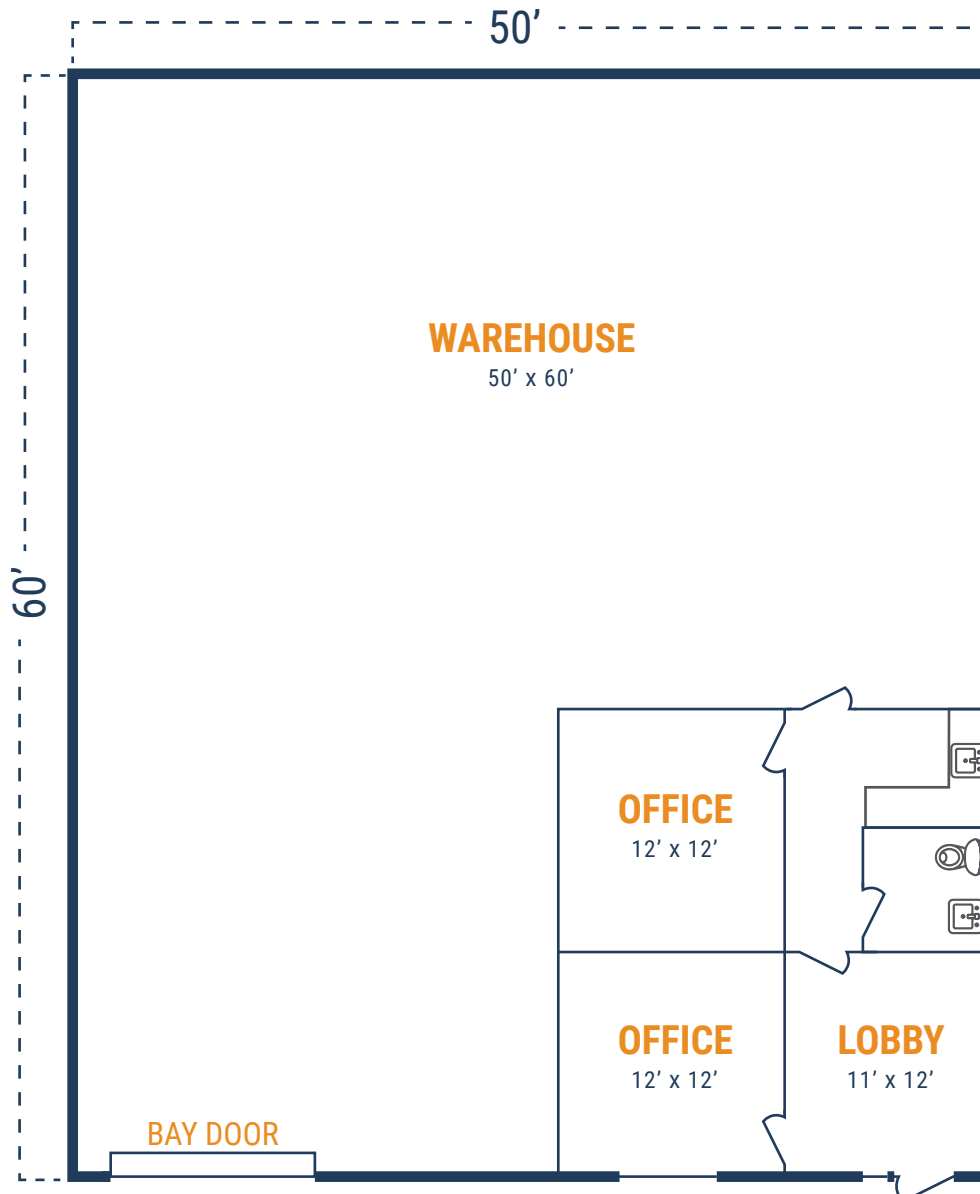 50’
60’
WAREHOUSE
50’ x 60’
OFFICE
12’ x 12’
OFFICE
12’ x 12’
LOBBY
11’ x 12’
BAY DOOR